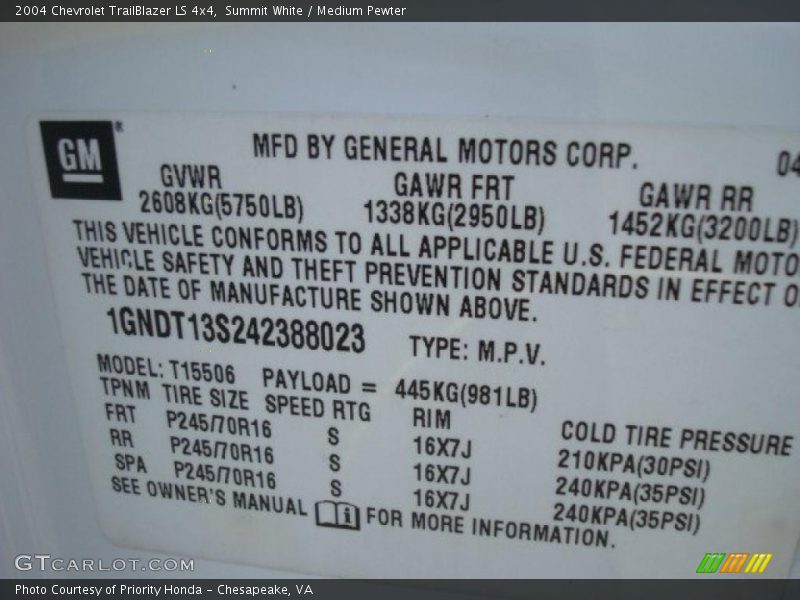 2004 Chevrolet TrailBlazer LS 4x4,  Summit White / Medium Pewter
GM
MFD BY GENERAL MOTORS CORP. 04
GVWR GAWR FRT GAWR RR
2608KG(5750LB) 1338KG(2950LB) 1452KG(3200LB)
THIS VEHICLE CONFORMS TO ALL APPLICABLE U.S. FEDERAL MOTO
VEHICLE SAFETY AND THEFT PREVENTION STANDARDS IN EFFECT O
THE DATE OF MANUFACTURE SHOWN ABOVE.
1GNDT13S242388023 TYPE: M.P.V.
MODEL: T15506 PAYLOAD = 445KG(981LB)
TPNM TIRE SIZE SPEED RTG RIM COLD TIRE PRESSURE
FRT P245/70R16 S 16X7J 210KPA(30PSI)
RR P245/70R16 S 16X7J 240KPA(35PSI)
SPA P245/70R16 S 16X7J 240KPA(35PSI)
SEE OWNER'S MANUAL FOR MORE INFORMATION.
GTCARLOT.COM
Photo Courtesy of Priority Honda - Chesapeake, VA